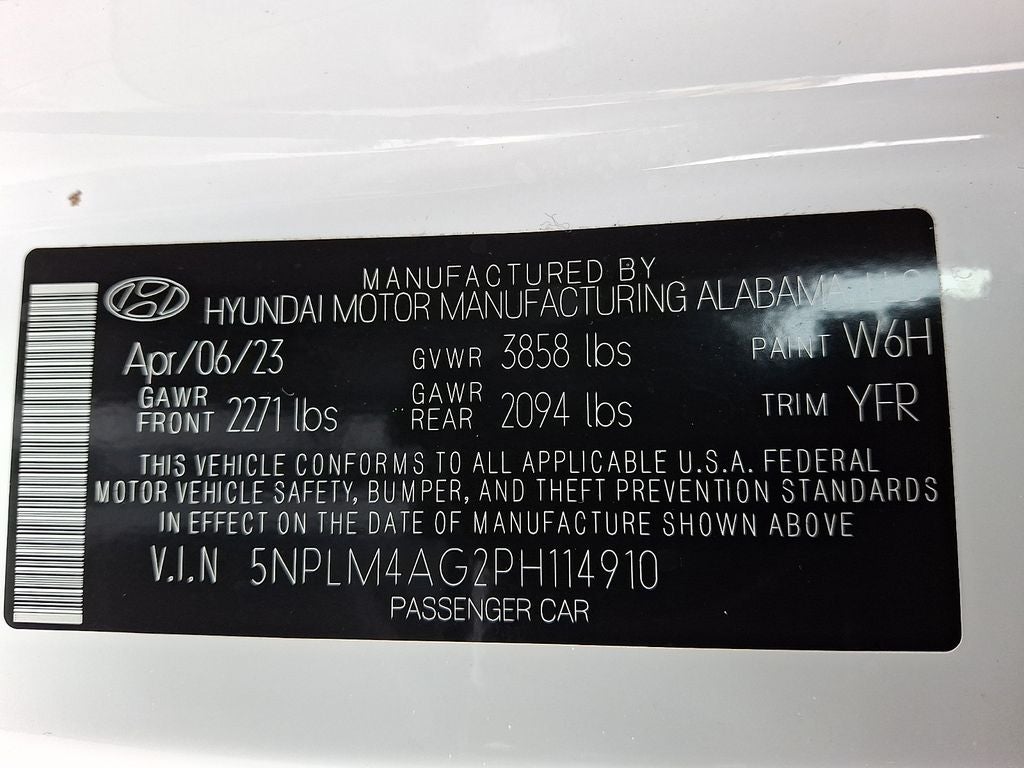 MANUFACTURED BY
HYUNDAI MOTOR MANUFACTURING ALABAMA, LLC
Apr/06/23 GVWR 3858 lbs PAINT W6H
GAWR FRONT 2271 lbs GAWR REAR 2094 lbs TRIM YFR
THIS VEHICLE CONFORMS TO ALL APPLICABLE U.S.A. FEDERAL
MOTOR VEHICLE SAFETY, BUMPER, AND THEFT PREVENTION STANDARDS
IN EFFECT ON THE DATE OF MANUFACTURE SHOWN ABOVE
V.I.N 5NPLM4AG2PH114910
PASSENGER CAR